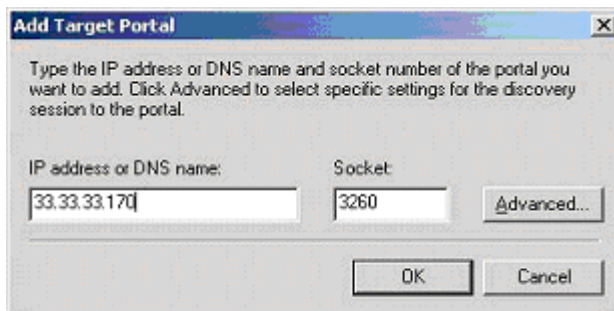 Add Target Portal
Type the IP address or DNS name and socket number of the portal you
want to add. Click Advanced to select specific settings for the discovery
session to the portal.
IP address or DNS name: Socket:
33.33.33.170 3260 Advanced...
OK Cancel